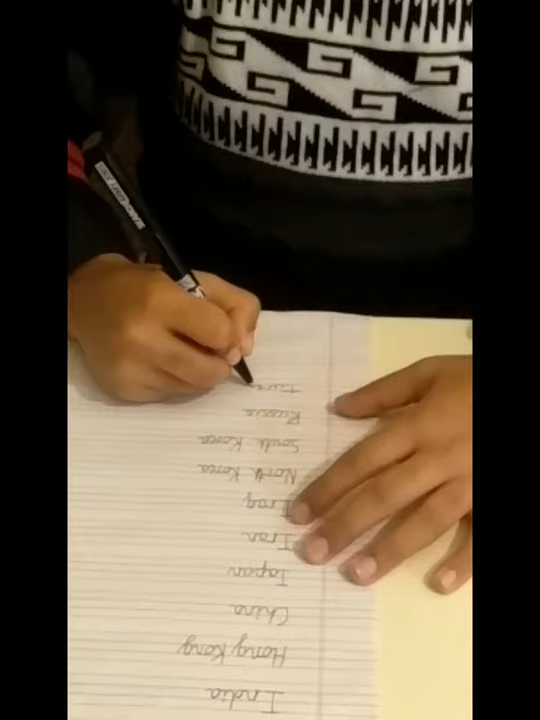 India
Hong Kong
China
Japan
Iran
Iraq
North Korea
South Korea
Russia